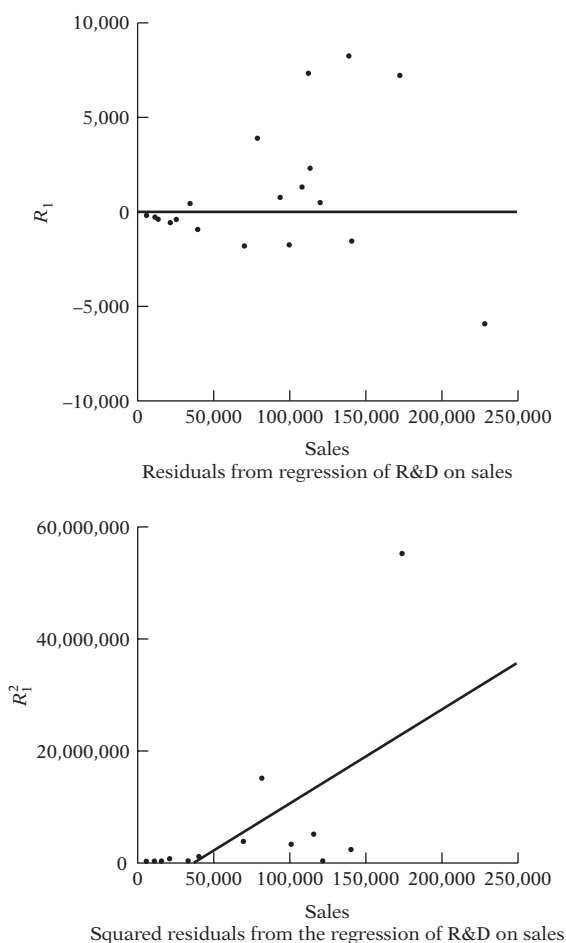 10,000
5,000
0
–5,000
–10,000
R1
0 50,000 100,000 150,000 200,000 250,000
Sales
Residuals from regression of R&D on sales
60,000,000
40,000,000
20,000,000
0
R1²
0 50,000 100,000 150,000 200,000 250,000
Sales
Squared residuals from the regression of R&D on sales